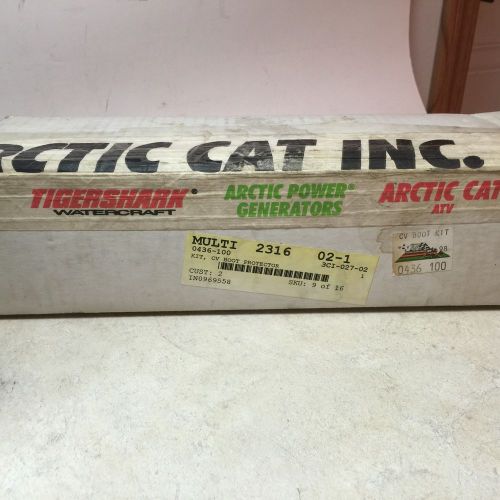 ARCTIC CAT INC.
TIGERSHARK®
WATERCRAFT
ARCTIC POWER®
GENERATORS
ARCTIC CAT
ATV
MULTI 2316 02-1
0436-100 3CI-027-02
KIT, CV BOOT PROTECTOR 1
CUST: 2
IN0969558 SKU: 9 of 16
CV BOOT KIT
98
0436 100